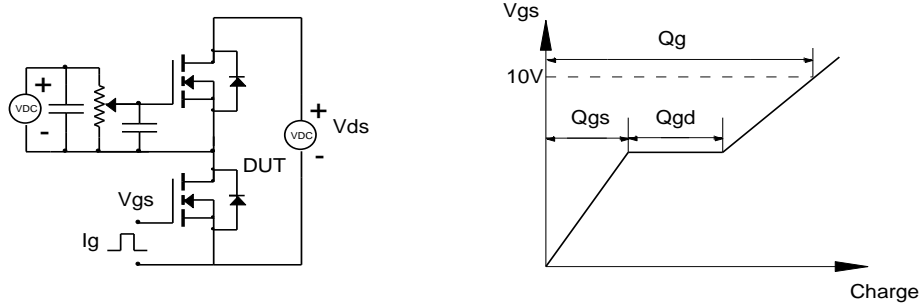 +
VDC
-
+
VDC
-
Vds
DUT
Vgs
Ig
Vgs
Qg
10V
Qgs
Qgd
Charge